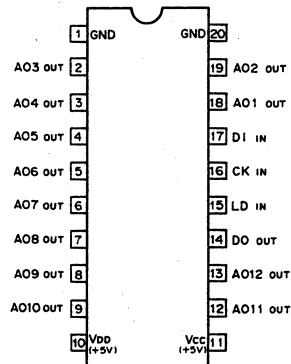 1 GND GND 20
AO3 OUT 2 19 AO2 OUT
AO4 OUT 3 18 AO1 OUT
AO5 OUT 4 17 DI IN
AO6 OUT 5 16 CK IN
AO7 OUT 6 15 LD IN
AO8 OUT 7 14 DO OUT
AO9 OUT 8 13 AO12 OUT
AO10 OUT 9 12 AO11 OUT
10 VDD VCC 11
(+5V) (+5V)